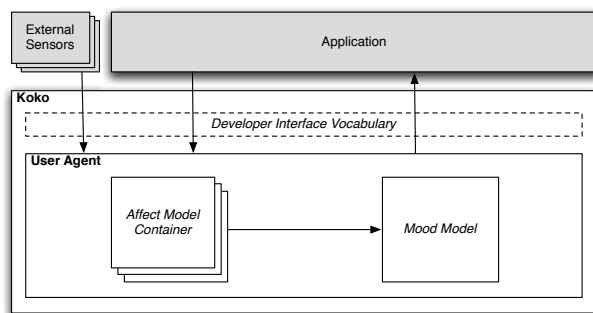 External
Sensors
Application
Koko
Developer Interface Vocabulary
User Agent
Affect Model
Container
Mood Model